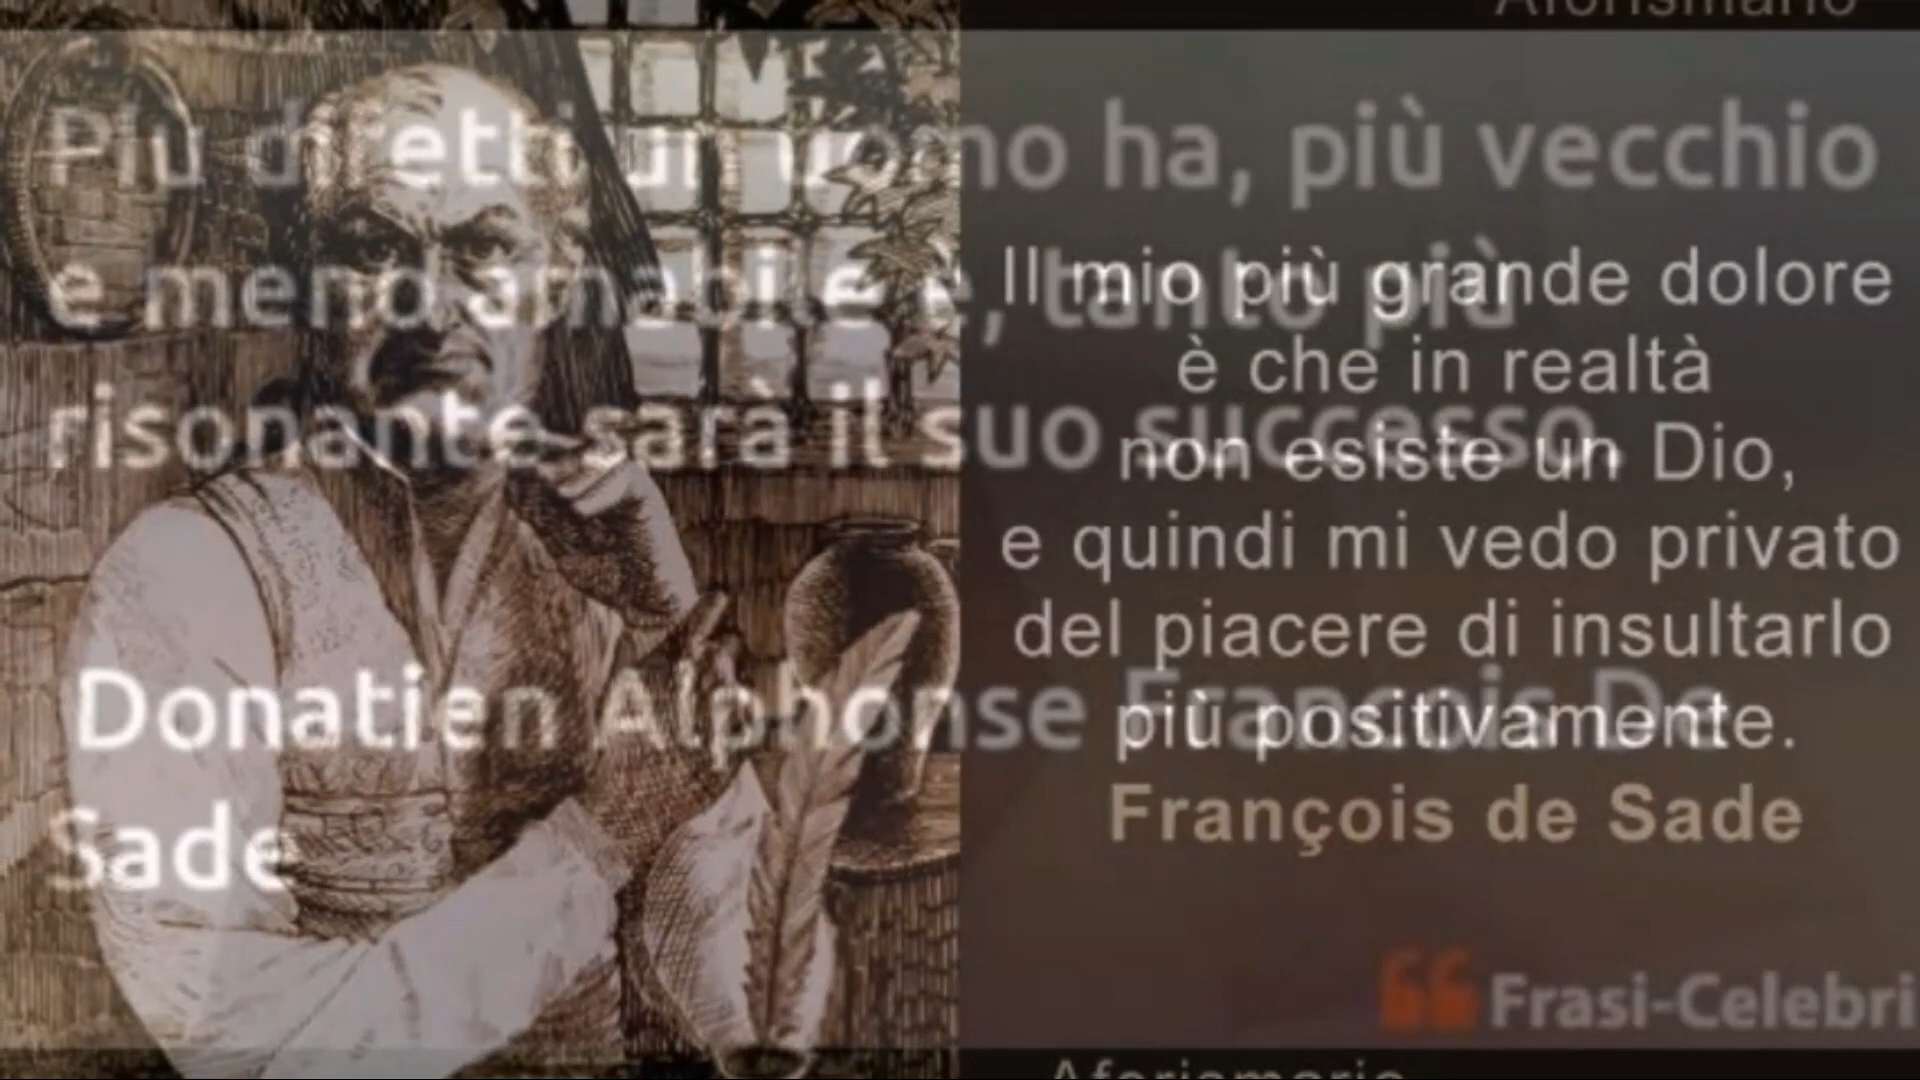 Aforismario
Più difetti un uomo ha, più vecchio
e meno amabile è, tanto più
risonante sarà il suo successo.
Donatien Alphonse Francois De
Sade
Il mio più grande dolore
è che in realtà
non esiste un Dio,
e quindi mi vedo privato
del piacere di insultarlo
più positivamente.
François de Sade
Frasi-Celebri
Aforismario